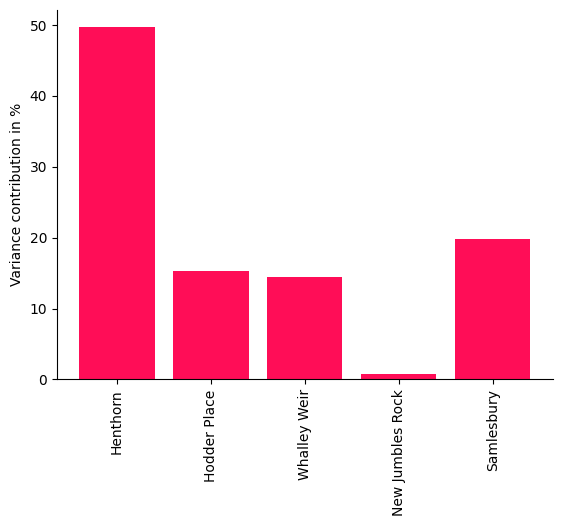 Variance contribution in %
50
40
30
20
10
0
Henthorn
Hodder Place
Whalley Weir
New Jumbles Rock
Samlesbury